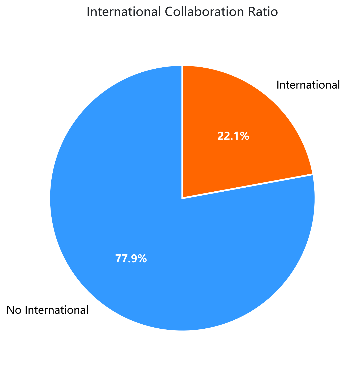 International Collaboration Ratio
International
22.1%
77.9%
No International